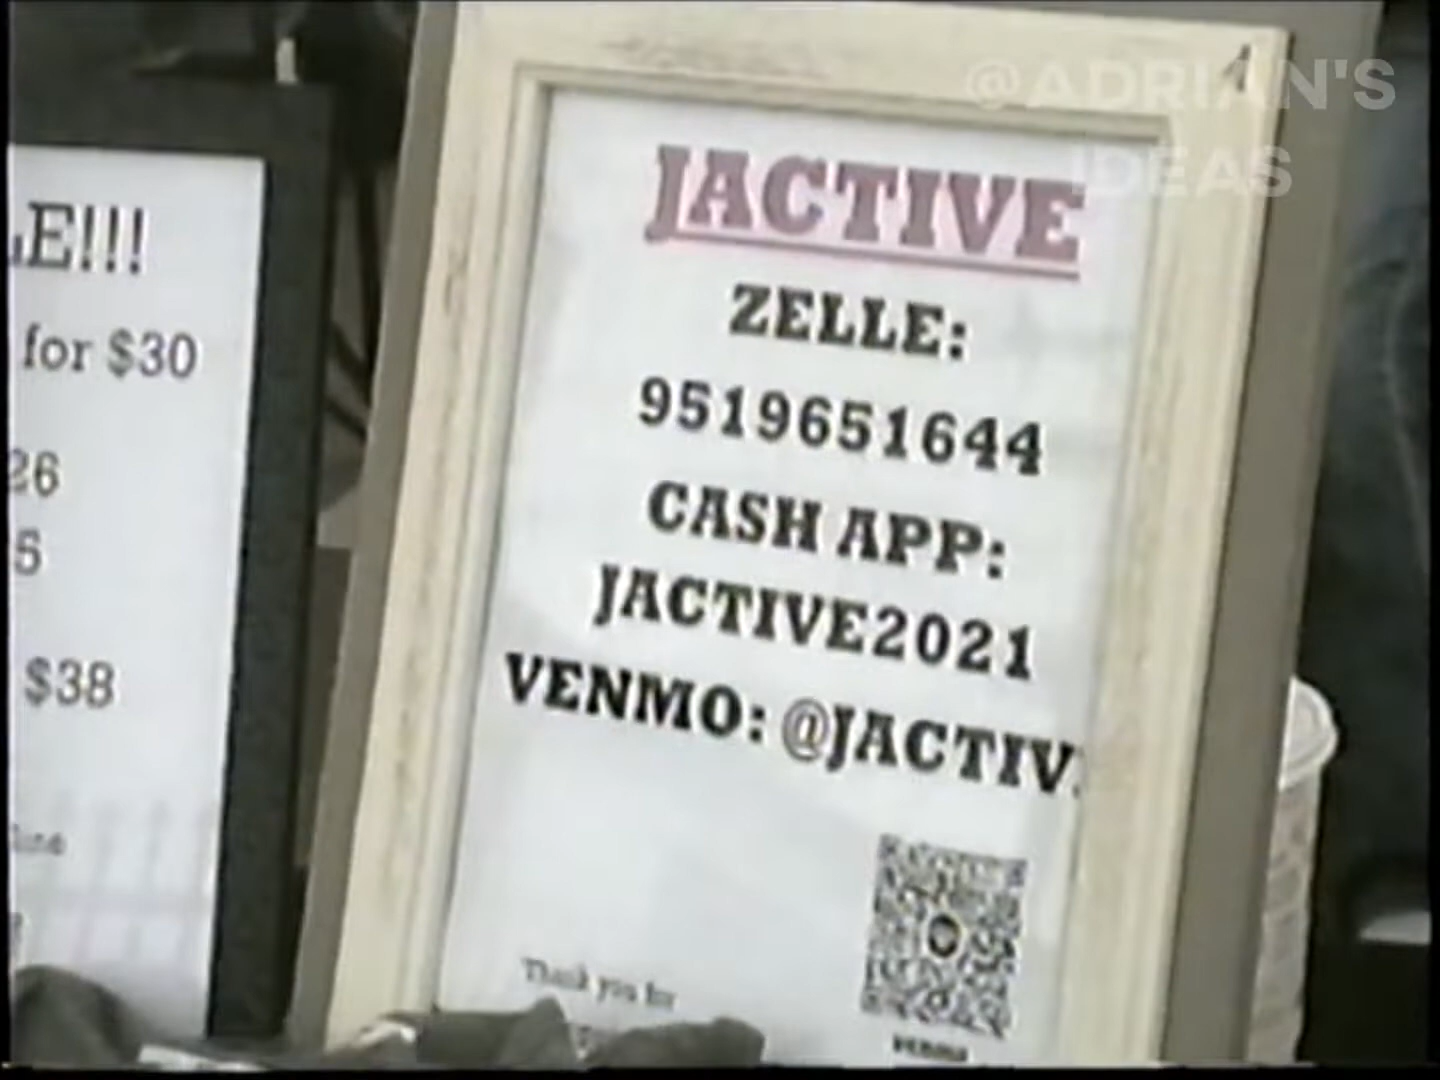 @ADRIAN'S
IDEAS
LE!!!
for $30
26
5
$38
JACTIVE
ZELLE:
9519651644
CASH APP:
JACTIVE2021
VENMO: @JACTIV
Thank you for
VENMO